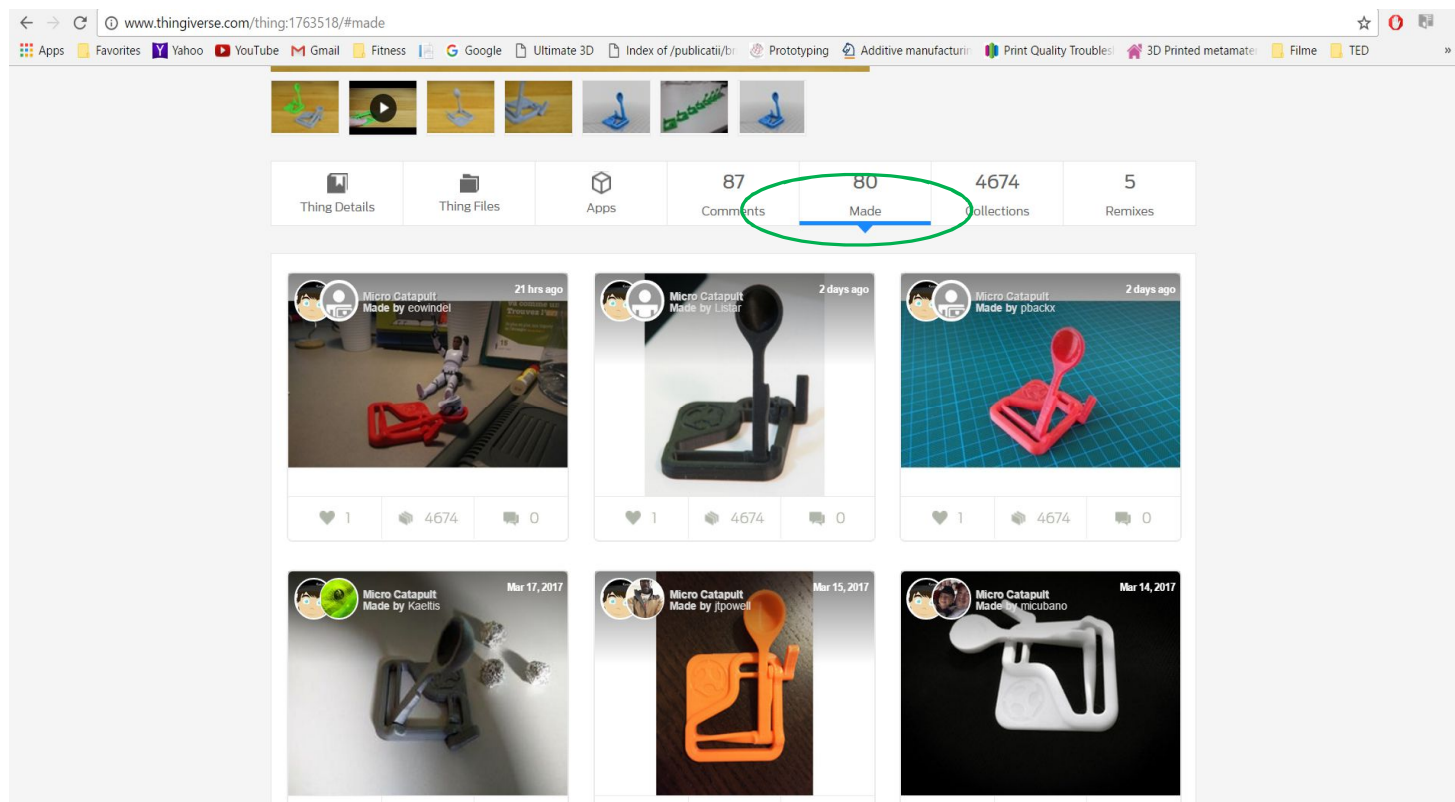 www.thingiverse.com/thing:1763518/#made
Apps Favorites Yahoo YouTube Gmail Fitness Google Ultimate 3D Index of /publicatii/br Prototyping Additive manufacturin Print Quality Troubles 3D Printed metamater Filme TED »
87 80 4674 5
Thing Details Thing Files Apps Comments Made Collections Remixes
Micro Catapult 21 hrs ago
Made by eowindel
Micro Catapult 2 days ago
Made by Listar
Micro Catapult 2 days ago
Made by pbackx
1 4674 0
1 4674 0
1 4674 0
Micro Catapult Mar 17, 2017
Made by Kaeltis
Micro Catapult Mar 15, 2017
Made by jtpowell
Micro Catapult Mar 14, 2017
Made by micubano